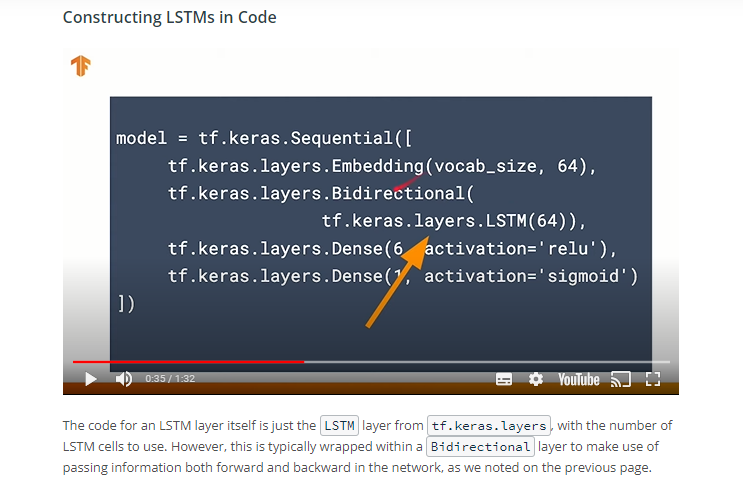 Constructing LSTMs in Code
TF
model = tf.keras.Sequential([
tf.keras.layers.Embedding(vocab_size, 64),
tf.keras.layers.Bidirectional(
tf.keras.layers.LSTM(64)),
tf.keras.layers.Dense(6, activation='relu'),
tf.keras.layers.Dense(1, activation='sigmoid')
])
0:35 / 1:32
YouTube
The code for an LSTM layer itself is just the LSTM layer from tf.keras.layers, with the number of
LSTM cells to use. However, this is typically wrapped within a Bidirectional layer to make use of
passing information both forward and backward in the network, as we noted on the previous page.